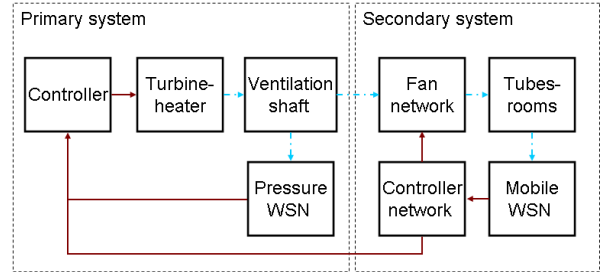 Primary system
Secondary system
Controller
Turbine-
heater
Ventilation
shaft
Fan
network
Tubes-
rooms
Pressure
WSN
Controller
network
Mobile
WSN